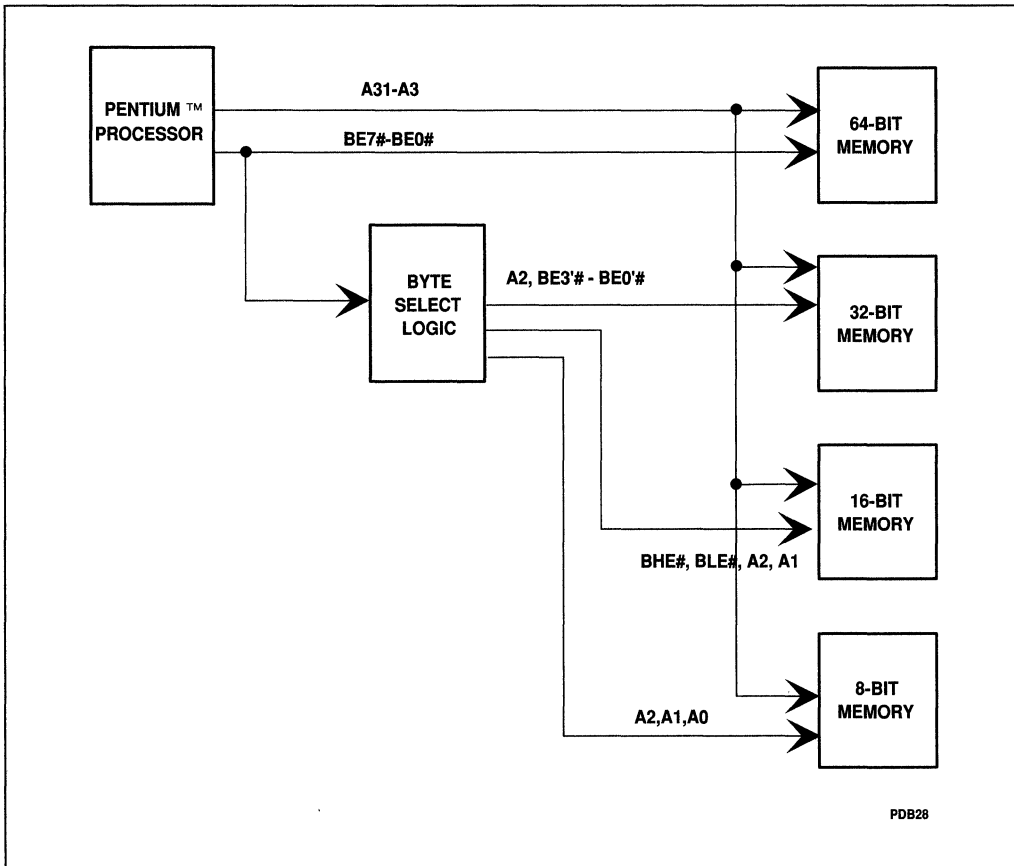 PENTIUM ™
PROCESSOR
A31-A3
BE7#-BE0#
64-BIT
MEMORY
BYTE
SELECT
LOGIC
A2, BE3'# - BE0'#
32-BIT
MEMORY
16-BIT
MEMORY
BHE#, BLE#, A2, A1
8-BIT
MEMORY
A2,A1,A0
PDB28